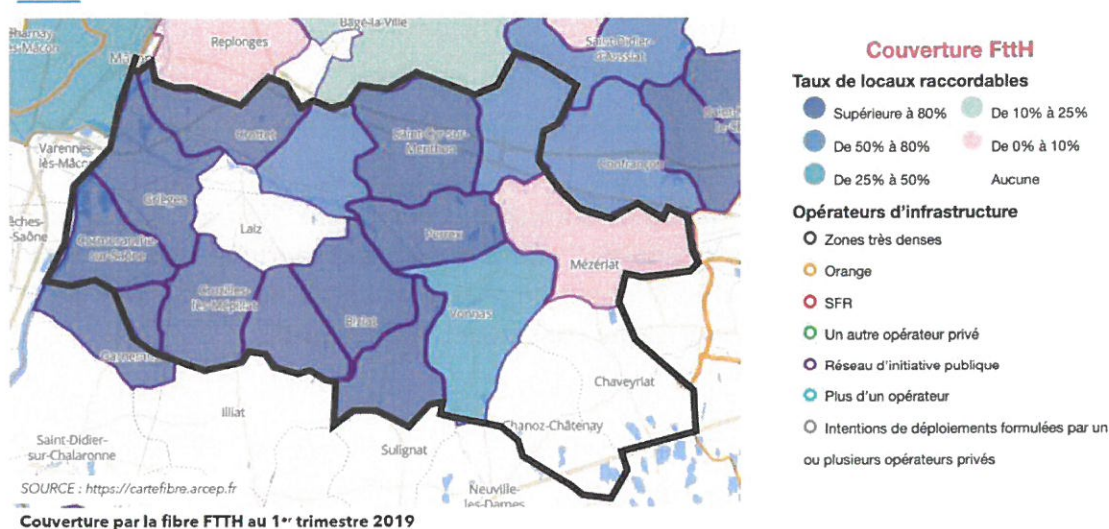 Replonges
Bâgé-la-Ville
Saint-Didier-
d'Aussiat
Mâcon
Varennes-
lès-Mâcon
Crottet
Saint-Cyr-sur-
Menthon
Confrançon
Grièges
Laiz
Perrex
Cormoranche-
sur-Saône
Mézériat
Cruzilles-
lès-Mépillat
Biziat
Vonnas
Garnerans
Illiat
Chaveyriat
Chanoz-Châtenay
Saint-Didier-
sur-Chalaronne
Sulignat
Neuville-
les-Dames
SOURCE : https://cartefibre.arcep.fr
Couverture par la fibre FTTH au 1er trimestre 2019
Couverture FttH
Taux de locaux raccordables
Supérieure à 80%
De 10% à 25%
De 50% à 80%
De 0% à 10%
De 25% à 50%
Aucune
Opérateurs d'infrastructure
Zones très denses
Orange
SFR
Un autre opérateur privé
Réseau d'initiative publique
Plus d'un opérateur
Intentions de déploiements formulées par un
ou plusieurs opérateurs privés